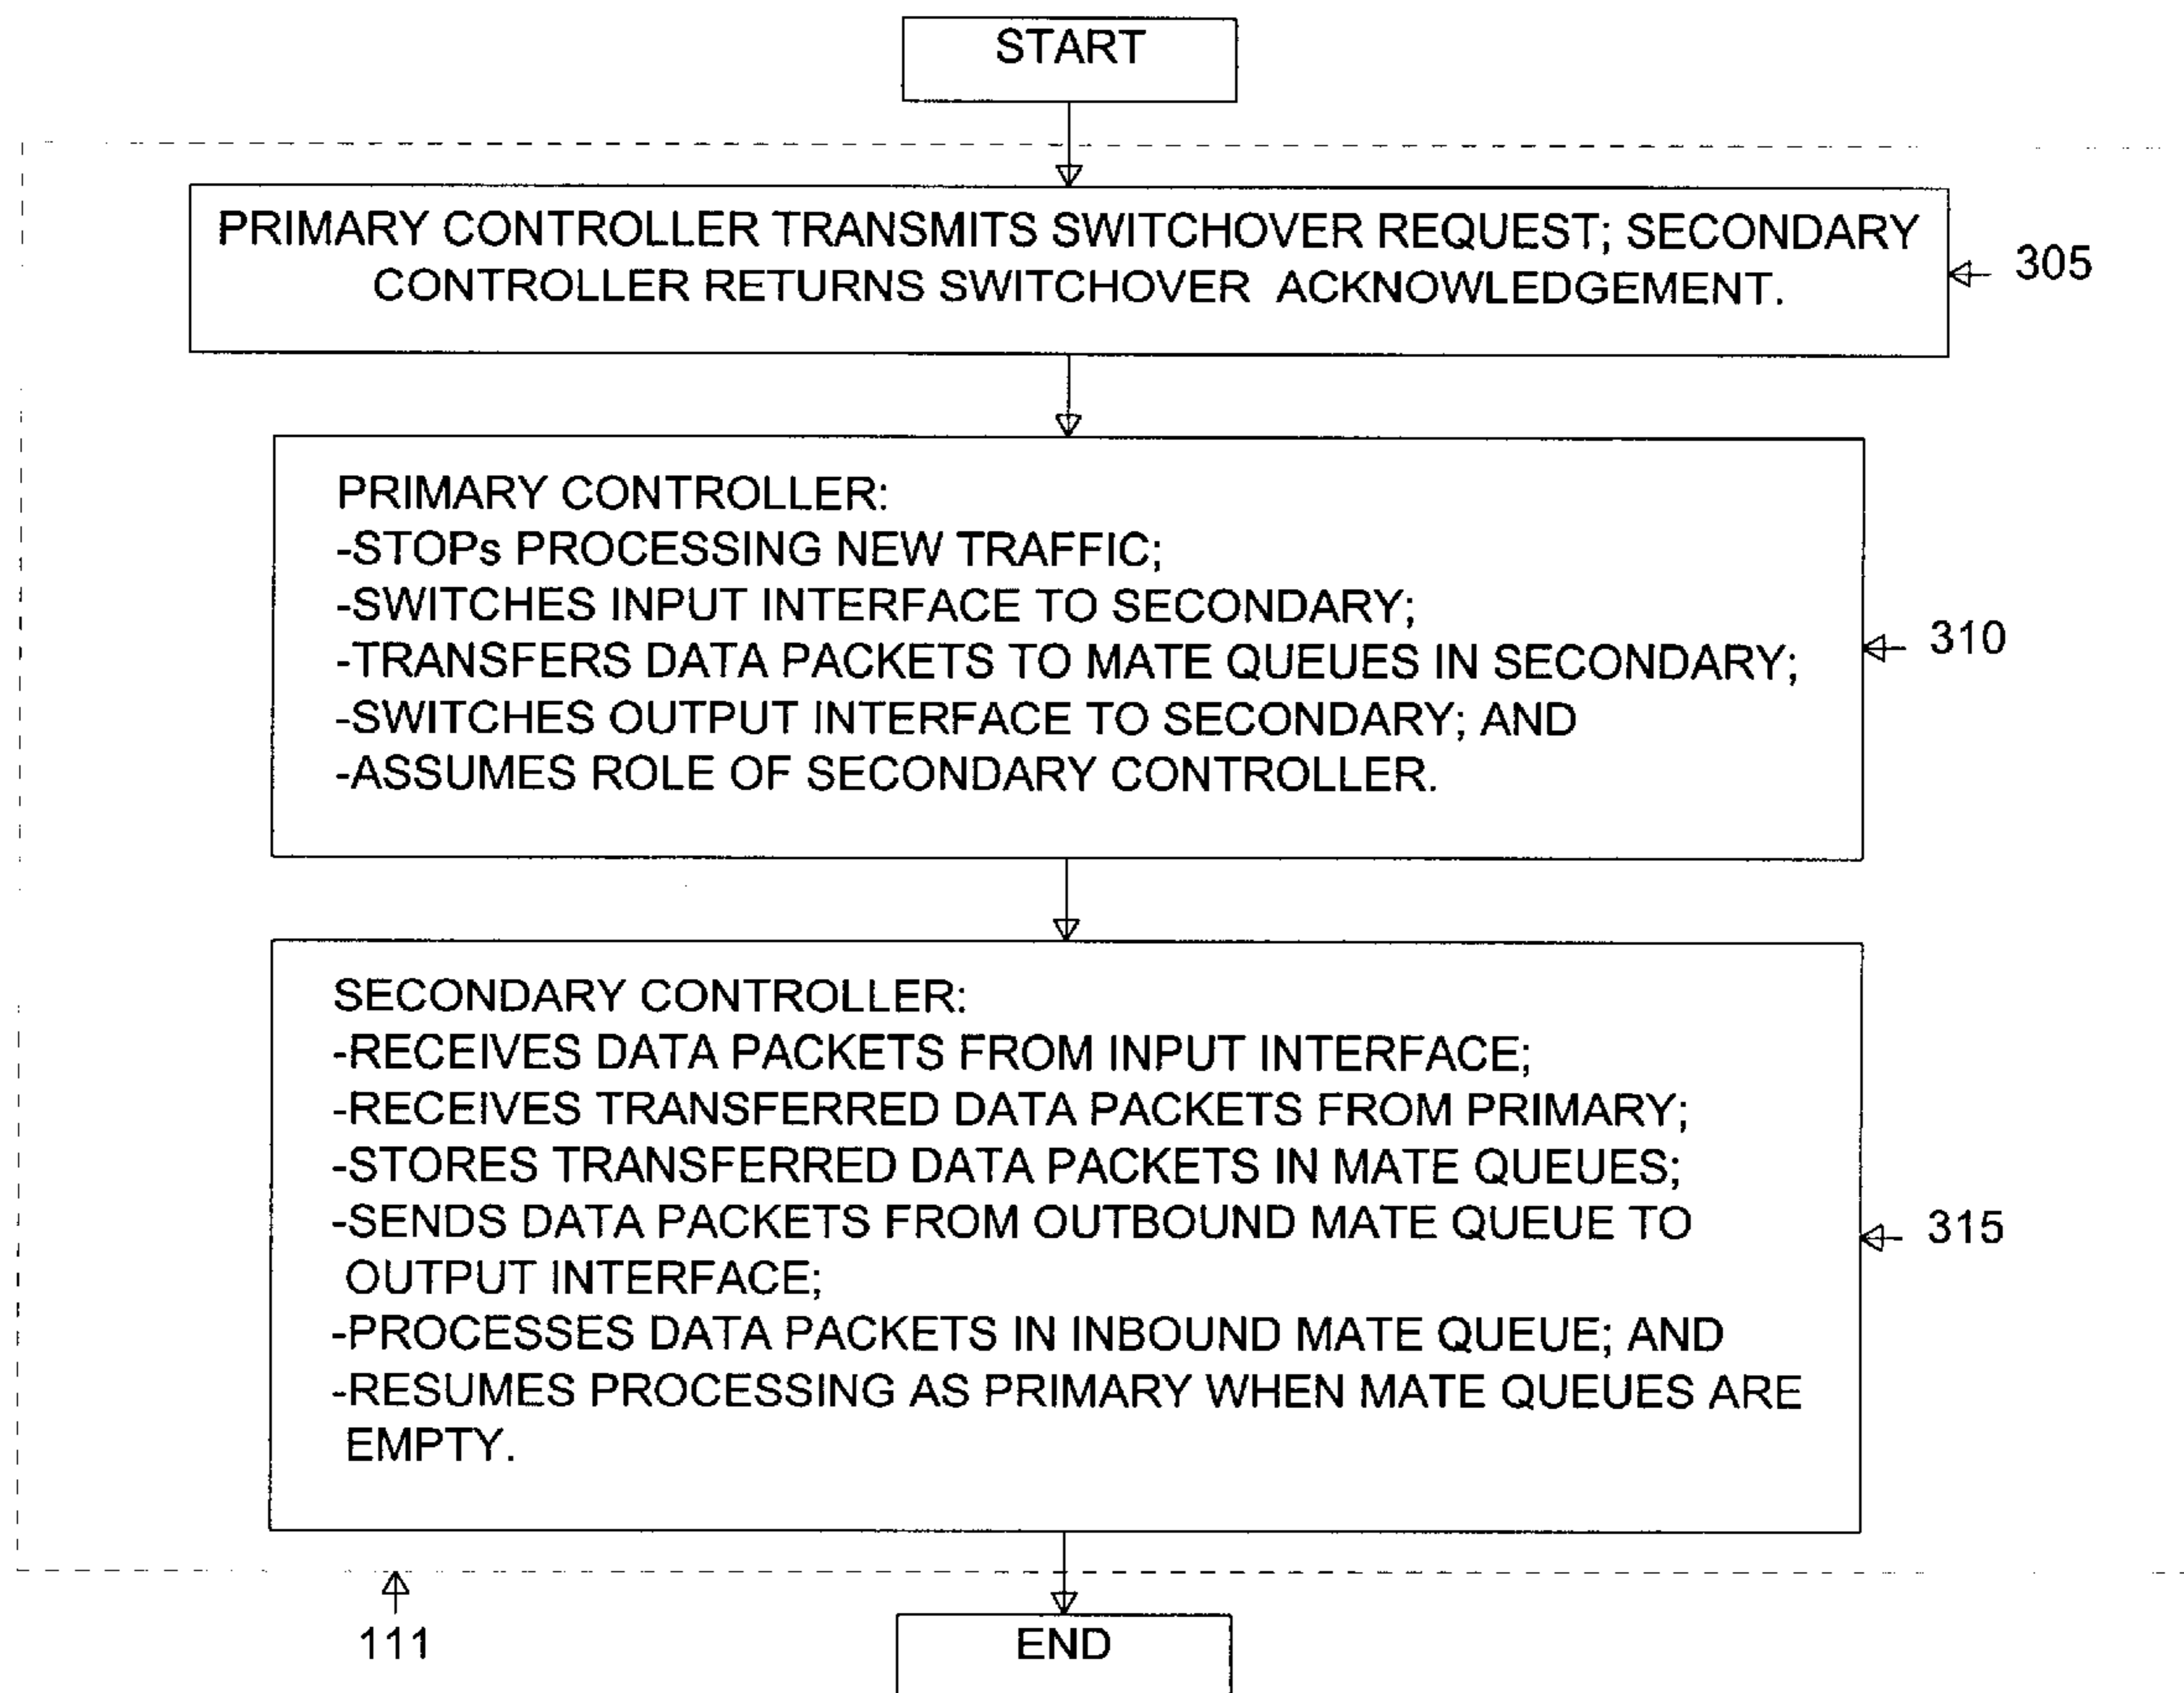 START
PRIMARY CONTROLLER TRANSMITS SWITCHOVER REQUEST; SECONDARY
CONTROLLER RETURNS SWITCHOVER ACKNOWLEDGEMENT.
305
PRIMARY CONTROLLER:
-STOPs PROCESSING NEW TRAFFIC;
-SWITCHES INPUT INTERFACE TO SECONDARY;
-TRANSFERS DATA PACKETS TO MATE QUEUES IN SECONDARY;
-SWITCHES OUTPUT INTERFACE TO SECONDARY; AND
-ASSUMES ROLE OF SECONDARY CONTROLLER.
310
SECONDARY CONTROLLER:
-RECEIVES DATA PACKETS FROM INPUT INTERFACE;
-RECEIVES TRANSFERRED DATA PACKETS FROM PRIMARY;
-STORES TRANSFERRED DATA PACKETS IN MATE QUEUES;
-SENDS DATA PACKETS FROM OUTBOUND MATE QUEUE TO
OUTPUT INTERFACE;
-PROCESSES DATA PACKETS IN INBOUND MATE QUEUE; AND
-RESUMES PROCESSING AS PRIMARY WHEN MATE QUEUES ARE
EMPTY.
315
111
END